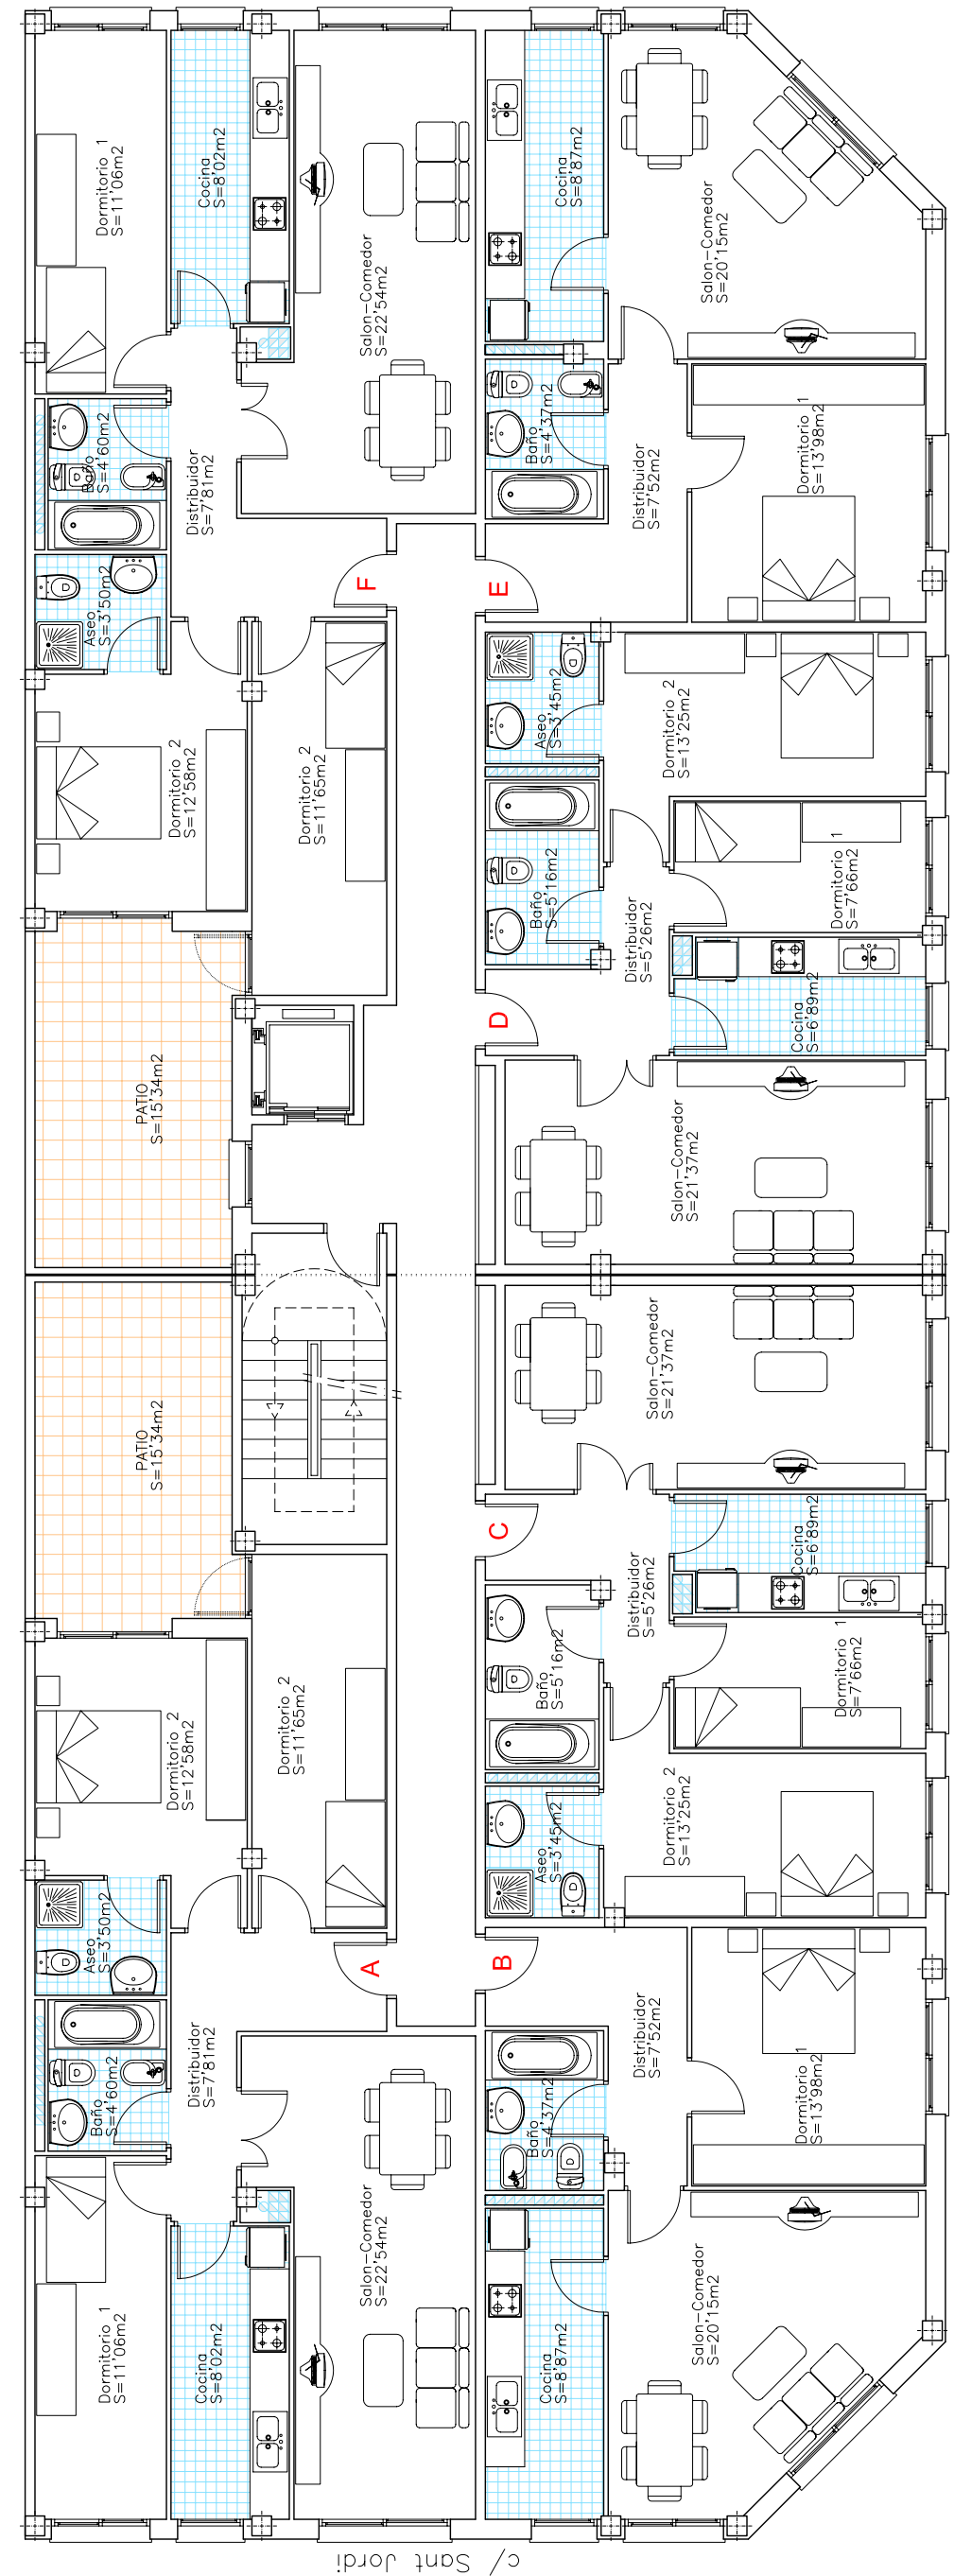 Dormitorio 1
S=11'06m2
Cocina
S=8'02m2
Salon-Comedor
S=22'54m2
Cocina
S=8'87m2
Salon-Comedor
S=20'15m2
Baño
S=4'60m2
Distribuidor
S=7'81m2
Baño
S=4'37m2
Distribuidor
S=7'52m2
Dormitorio 1
S=13'98m2
Aseo
S=3'50m2
F
E
Dormitorio 2
S=12'58m2
Dormitorio 2
S=11'65m2
Aseo
S=3'45m2
Dormitorio 2
S=13'25m2
Baño
S=5'16m2
Distribuidor
S=5'26m2
Dormitorio 1
S=7'66m2
D
Cocina
S=6'89m2
PATIO
S=15'34m2
Salon-Comedor
S=21'37m2
PATIO
S=15'34m2
Salon-Comedor
S=21'37m2
C
Cocina
S=6'89m2
Distribuidor
S=5'26m2
Baño
S=5'16m2
Dormitorio 1
S=7'66m2
Dormitorio 2
S=12'58m2
Dormitorio 2
S=11'65m2
Aseo
S=3'45m2
Dormitorio 2
S=13'25m2
Aseo
S=3'50m2
A
B
Baño
S=4'60m2
Distribuidor
S=7'81m2
Baño
S=4'37m2
Distribuidor
S=7'52m2
Dormitorio 1
S=13'98m2
Dormitorio 1
S=11'06m2
Cocina
S=8'02m2
Salon-Comedor
S=22'54m2
Cocina
S=8'87m2
Salon-Comedor
S=20'15m2
c/ Sant Jordi